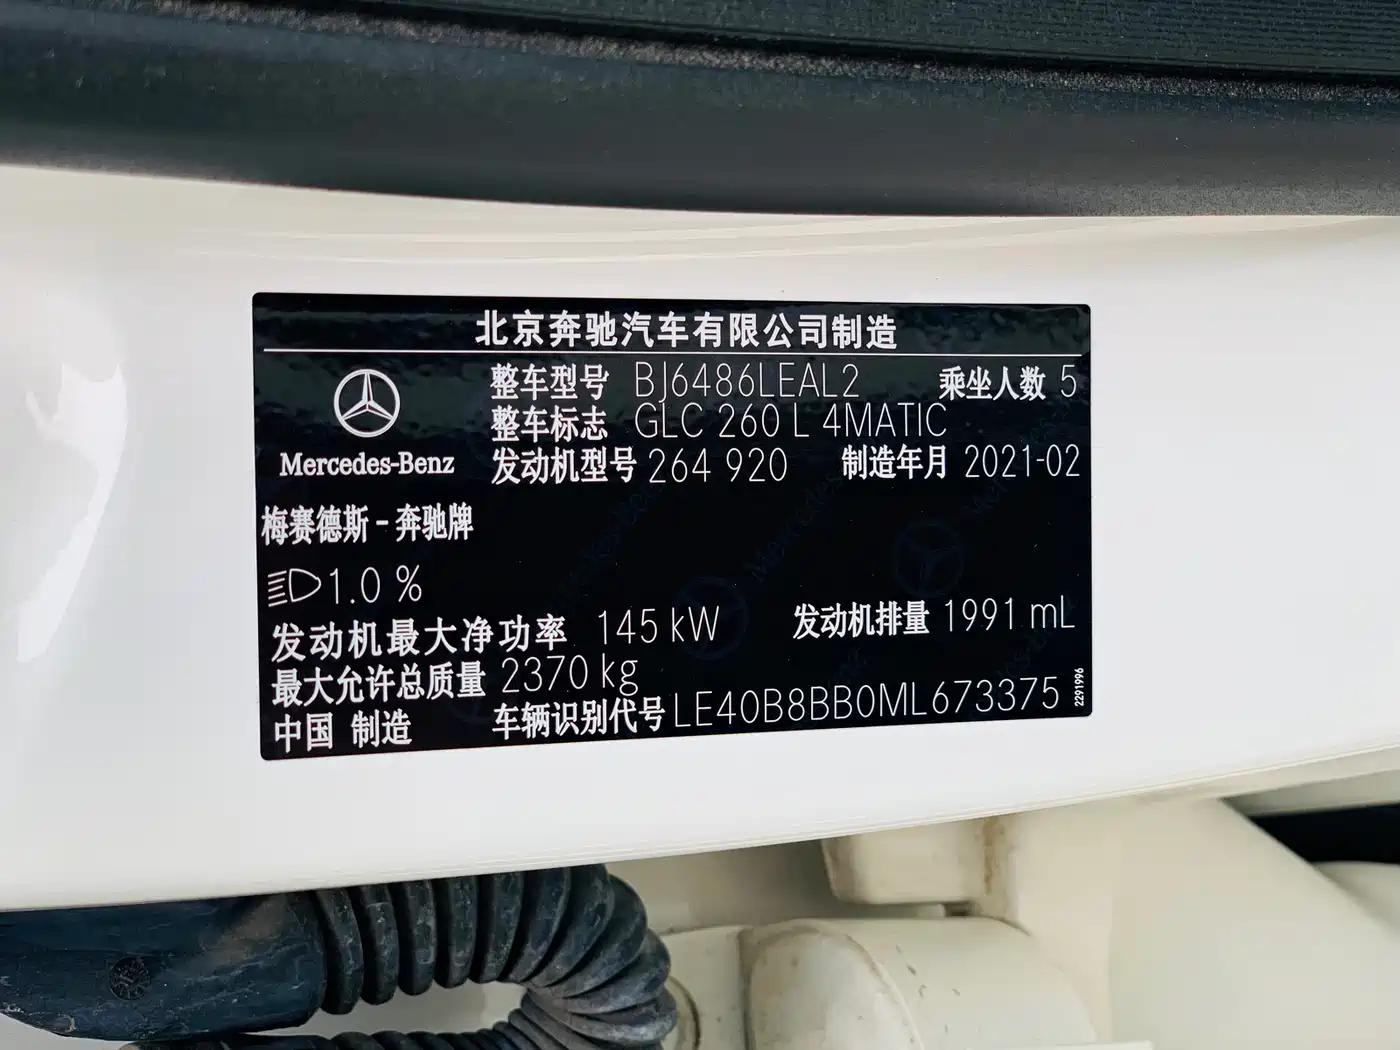 北京奔驰汽车有限公司制造
整车型号 BJ6486LEAL2 乘坐人数 5
整车标志 GLC 260 L 4MATIC
Mercedes-Benz
发动机型号 264 920 制造年月 2021-02
梅赛德斯-奔驰牌
1.0 %
发动机最大净功率 145 kW 发动机排量 1991 mL
最大允许总质量 2370 kg
中国 制造 车辆识别代号 LE40B8BB0ML673375
2291996